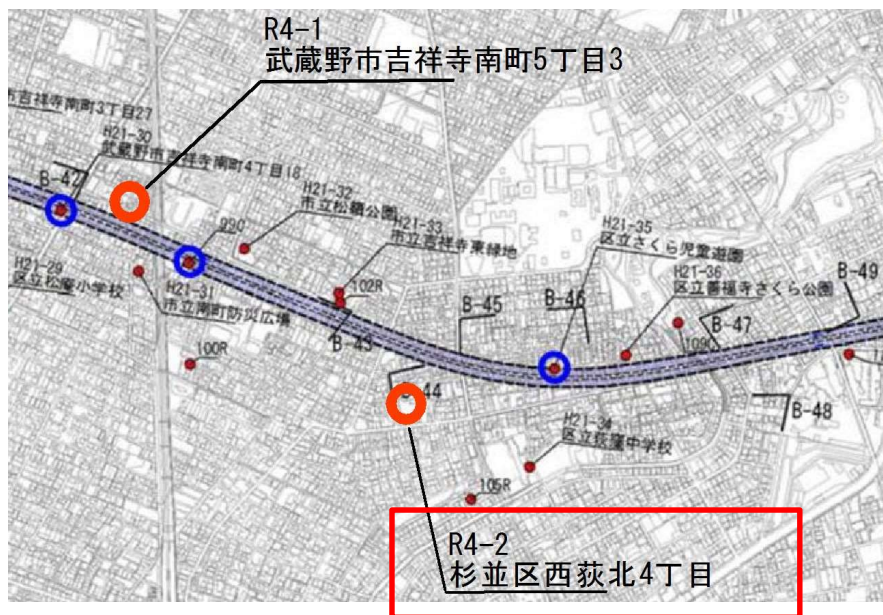 R4-1
武蔵野市吉祥寺南町5丁目3
市吉祥寺南町3丁目27
H21-30
武蔵野市吉祥寺南町4丁目18
B-42
H21-32
市立松籟公園
H21-33
市立吉祥寺東緑地
H21-35
区立さくら児童遊園
H21-36
区立善福寺さくら公園
B-49
99C
H21-29
区立松庵小学校
H21-31
市立南町防災広場
102R
B-45
B-46
B-47
109C
B-43
100R
B-44
B-48
H21-34
区立荻窪中学校
105R
R4-2
杉並区西荻北4丁目